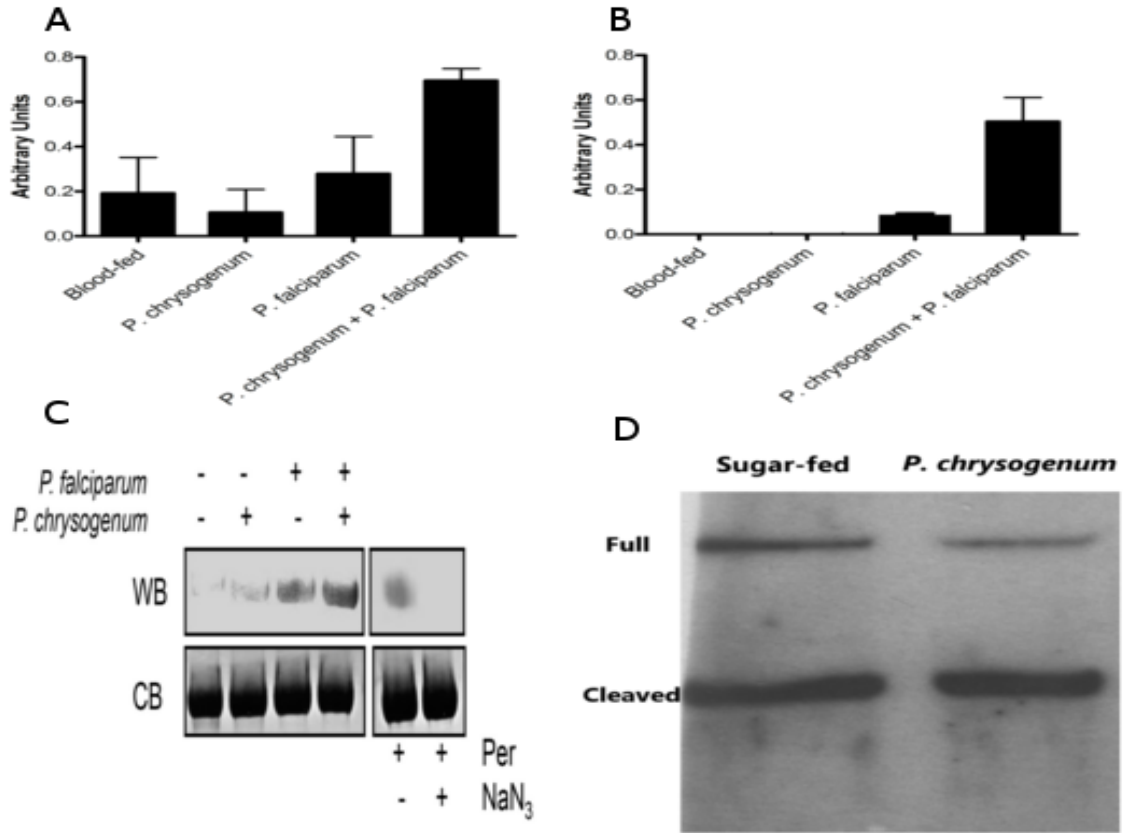 A
Arbitrary Units
0.8
0.6
0.4
0.2
0.0
Blood-fed
P. chrysogenum
P. falciparum
P. chrysogenum + P. falciparum
B
Arbitrary Units
0.8
0.6
0.4
0.2
0.0
Blood-fed
P. chrysogenum
P. falciparum
P. chrysogenum + P. falciparum
C
P. falciparum - - + +
P. chrysogenum - + - +
WB
CB
+ + Per
- + NaN₃
D
Sugar-fed P. chrysogenum
Full
Cleaved